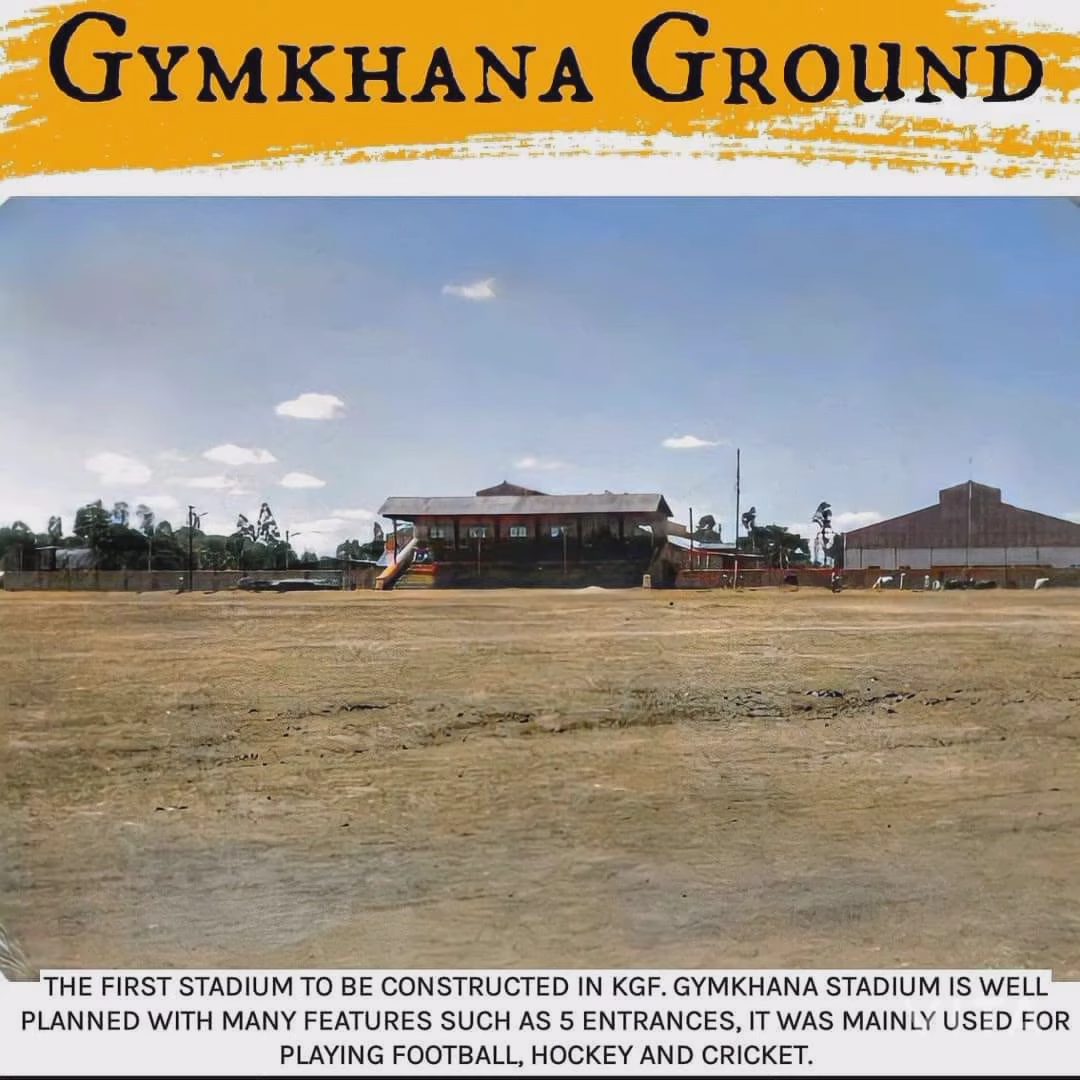 GYMKHANA GROUND
THE FIRST STADIUM TO BE CONSTRUCTED IN KGF. GYMKHANA STADIUM IS WELL
PLANNED WITH MANY FEATURES SUCH AS 5 ENTRANCES, IT WAS MAINLY USED FOR
PLAYING FOOTBALL, HOCKEY AND CRICKET.